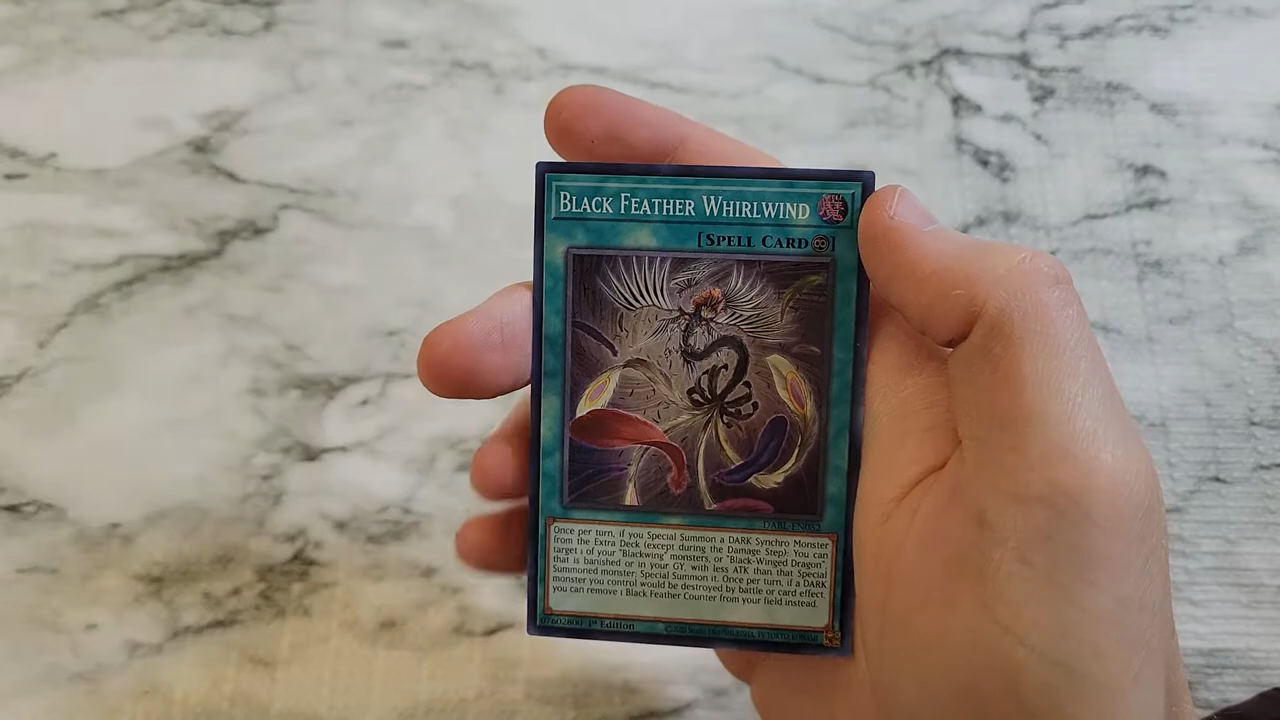 BLACK FEATHER WHIRLWIND
魔
[SPELL CARD]
DABL-EN052
Once per turn, if you Special Summon a DARK Synchro Monster
from the Extra Deck (except during the Damage Step): You can
target 1 of your "Blackwing" monsters, or "Black-Winged Dragon",
that is banished or in your GY, with less ATK than that Special
Summoned monster; Special Summon it. Once per turn, if a DARK
monster you control would be destroyed by battle or card effect,
you can remove 1 Black Feather Counter from your field instead.
07602800 1st Edition